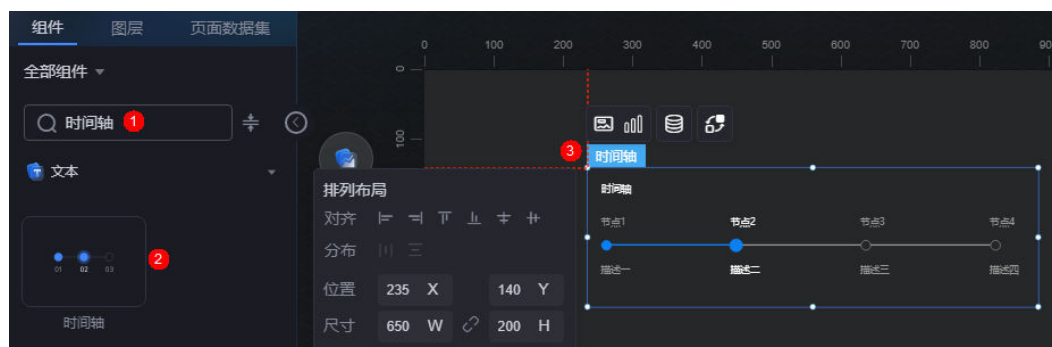 组件 图层 页面数据集
全部组件
时间轴 1
文本
01 02 03
2
时间轴
0 100 200 300 400 500 600 700 800 90
0
100
3 时间轴
排列布局
对齐
分布
位置 235 X 140 Y
尺寸 650 W 200 H
时间轴
节点1 节点2 节点3 节点4
描述一 描述二 描述三 描述四